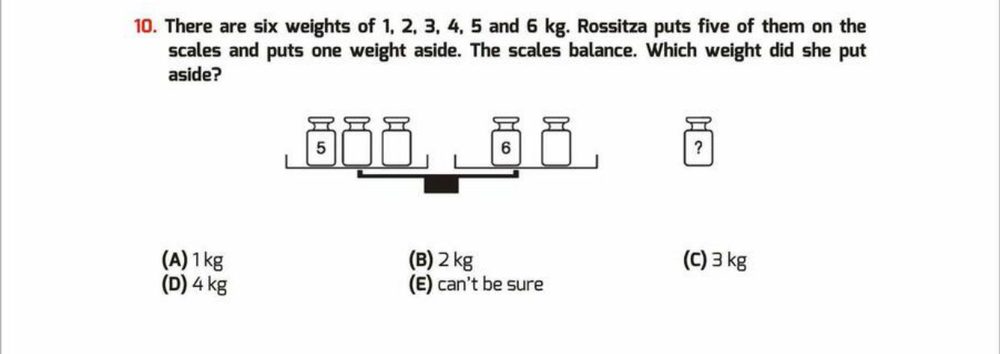 10. There are six weights of 1, 2, 3, 4, 5 and 6 kg. Rossitza puts five of them on the
scales and puts one weight aside. The scales balance. Which weight did she put
aside?
5 6 ?
(A) 1 kg (B) 2 kg (C) 3 kg
(D) 4 kg (E) can't be sure